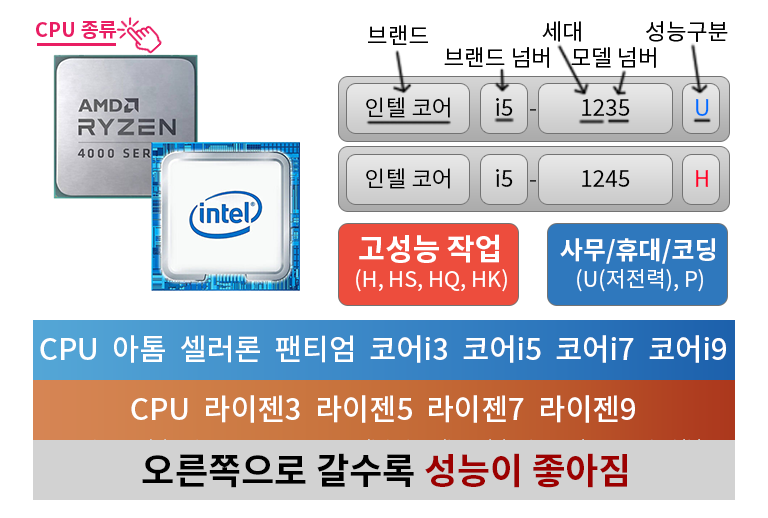 CPU 종류
브랜드
세대
성능구분
브랜드 넘버
모델 넘버
AMD
RYZEN
4000 SER
intel
인텔 코어 i5 - 1235 U
인텔 코어 i5 - 1245 H
고성능 작업
(H, HS, HQ, HK)
사무/휴대/코딩
(U(저전력), P)
CPU 아톰 셀러론 팬티엄 코어i3 코어i5 코어i7 코어i9
CPU 라이젠3 라이젠5 라이젠7 라이젠9
오른쪽으로 갈수록 성능이 좋아짐